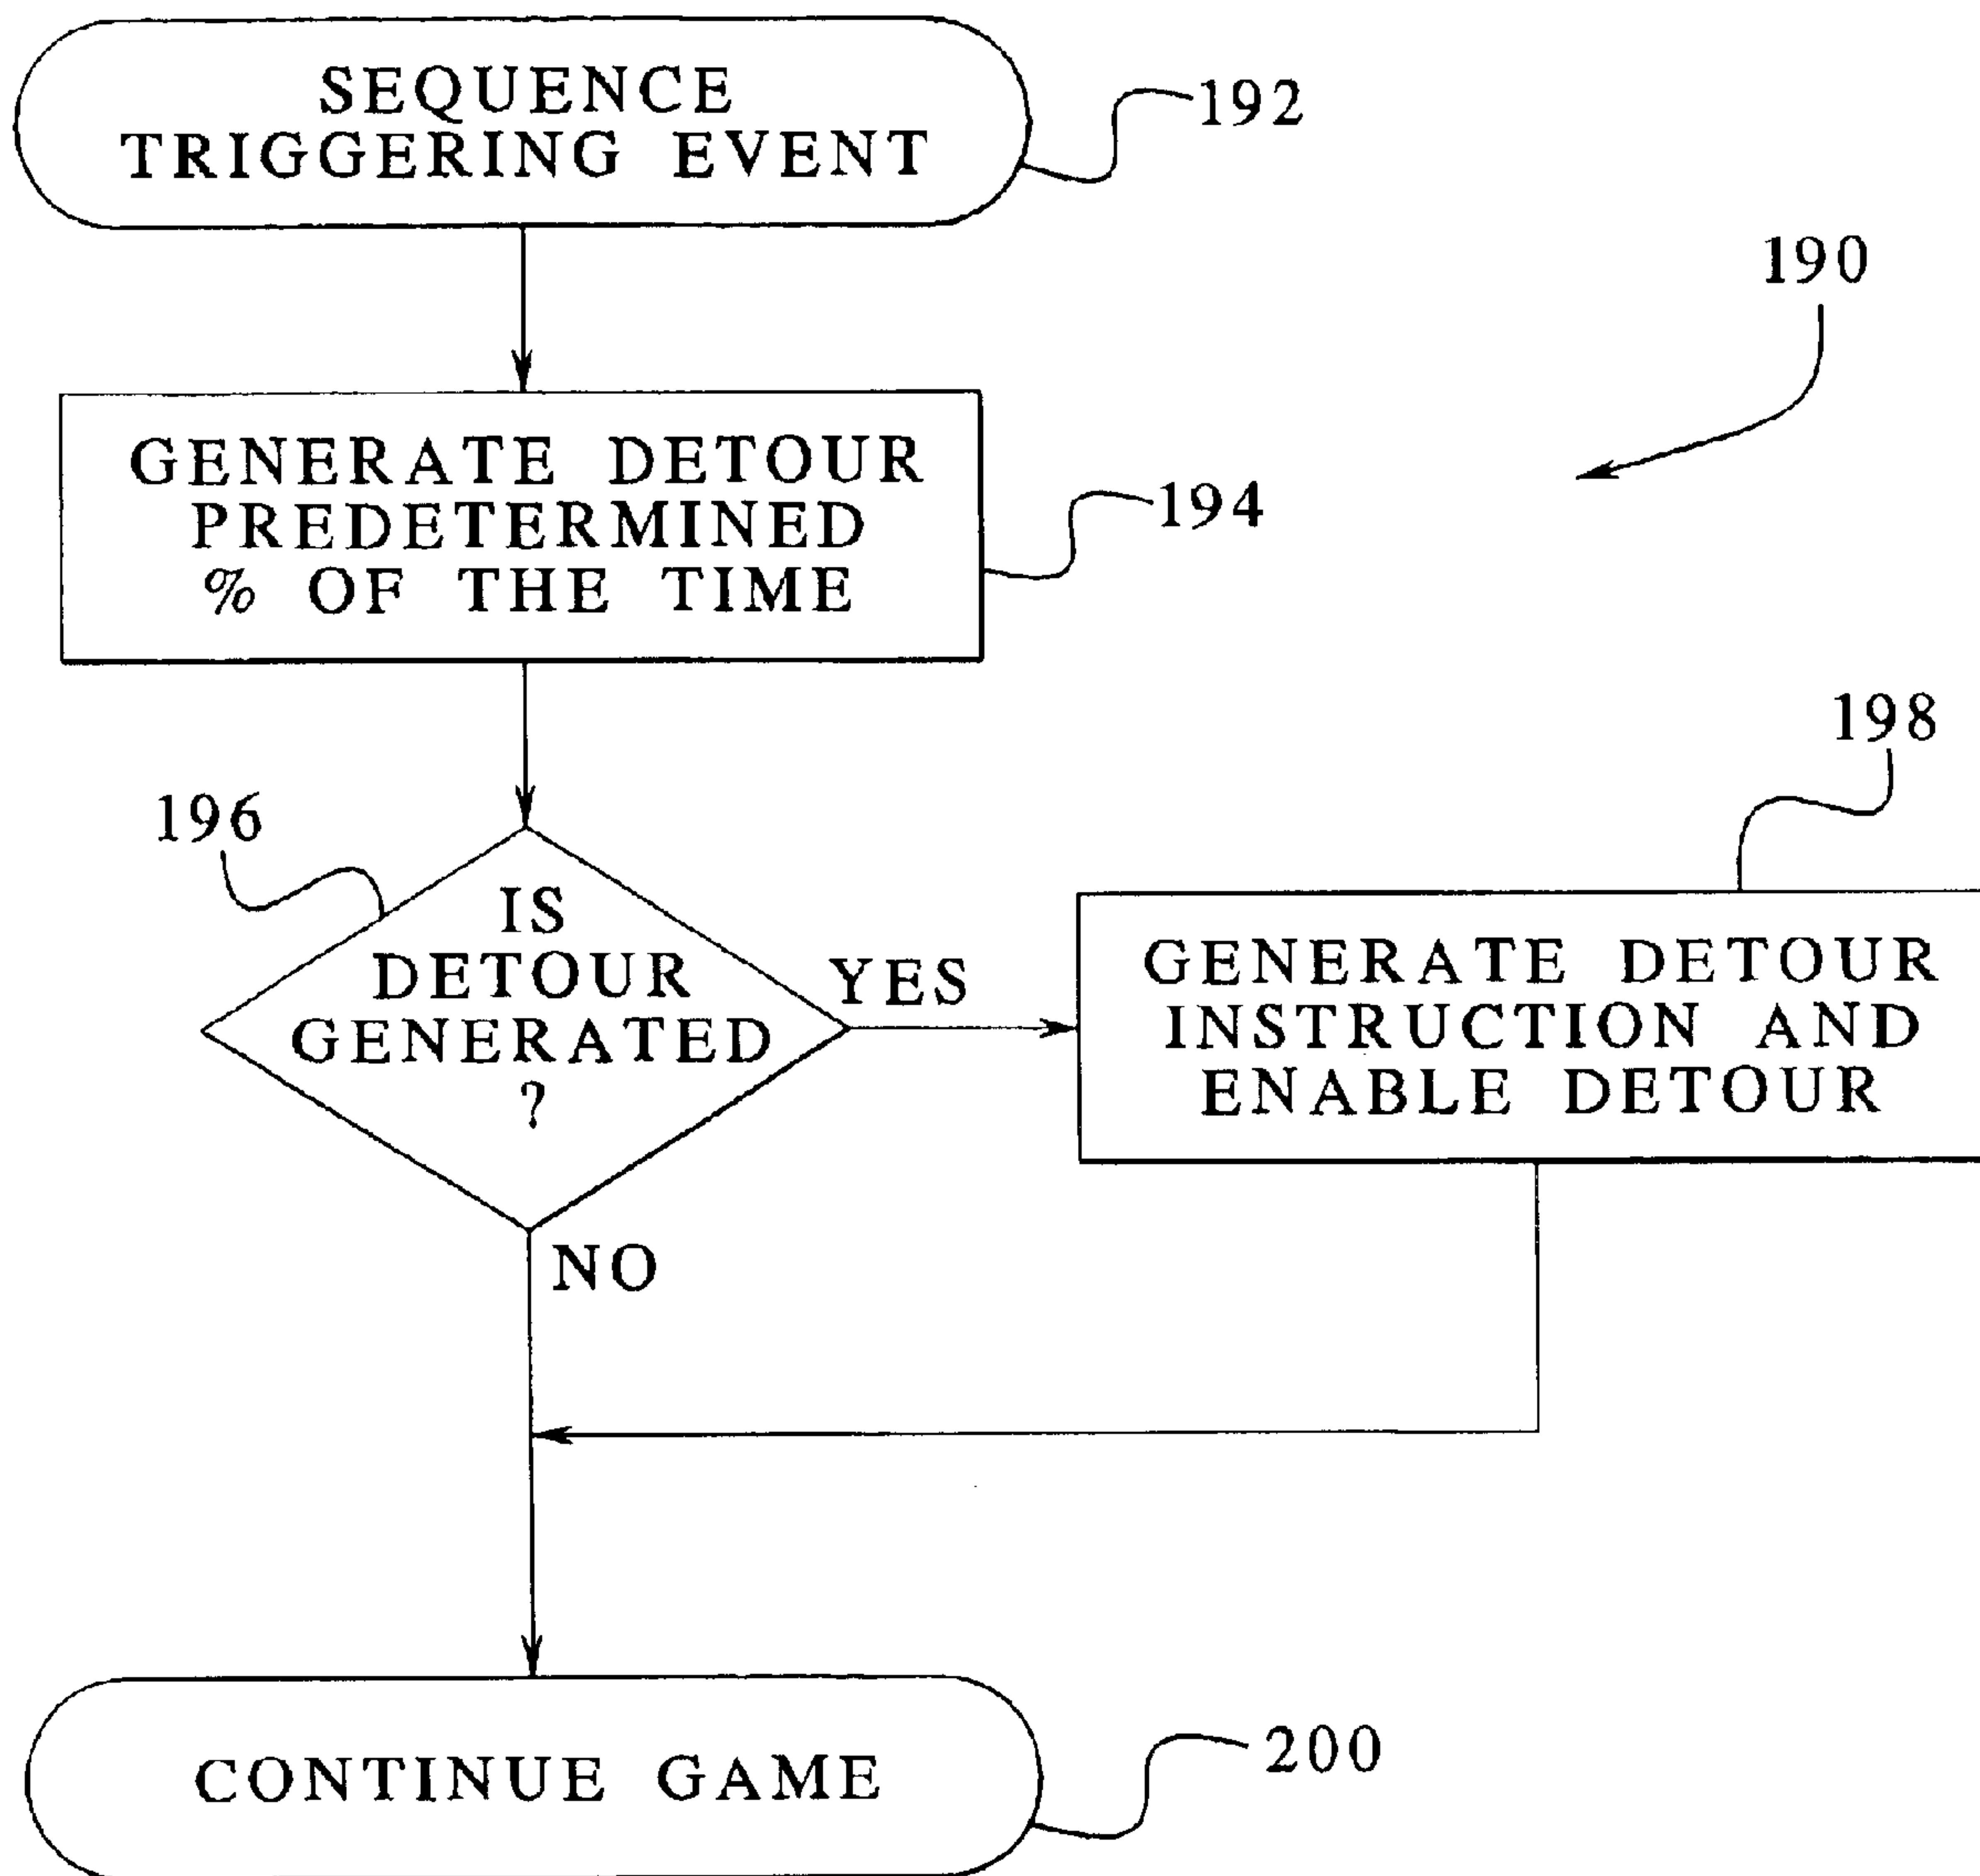 SEQUENCE
TRIGGERING EVENT
192
190
GENERATE DETOUR
PREDETERMINED
% OF THE TIME
194
198
196
IS
DETOUR
GENERATED
?
YES
GENERATE DETOUR
INSTRUCTION AND
ENABLE DETOUR
NO
CONTINUE GAME
200